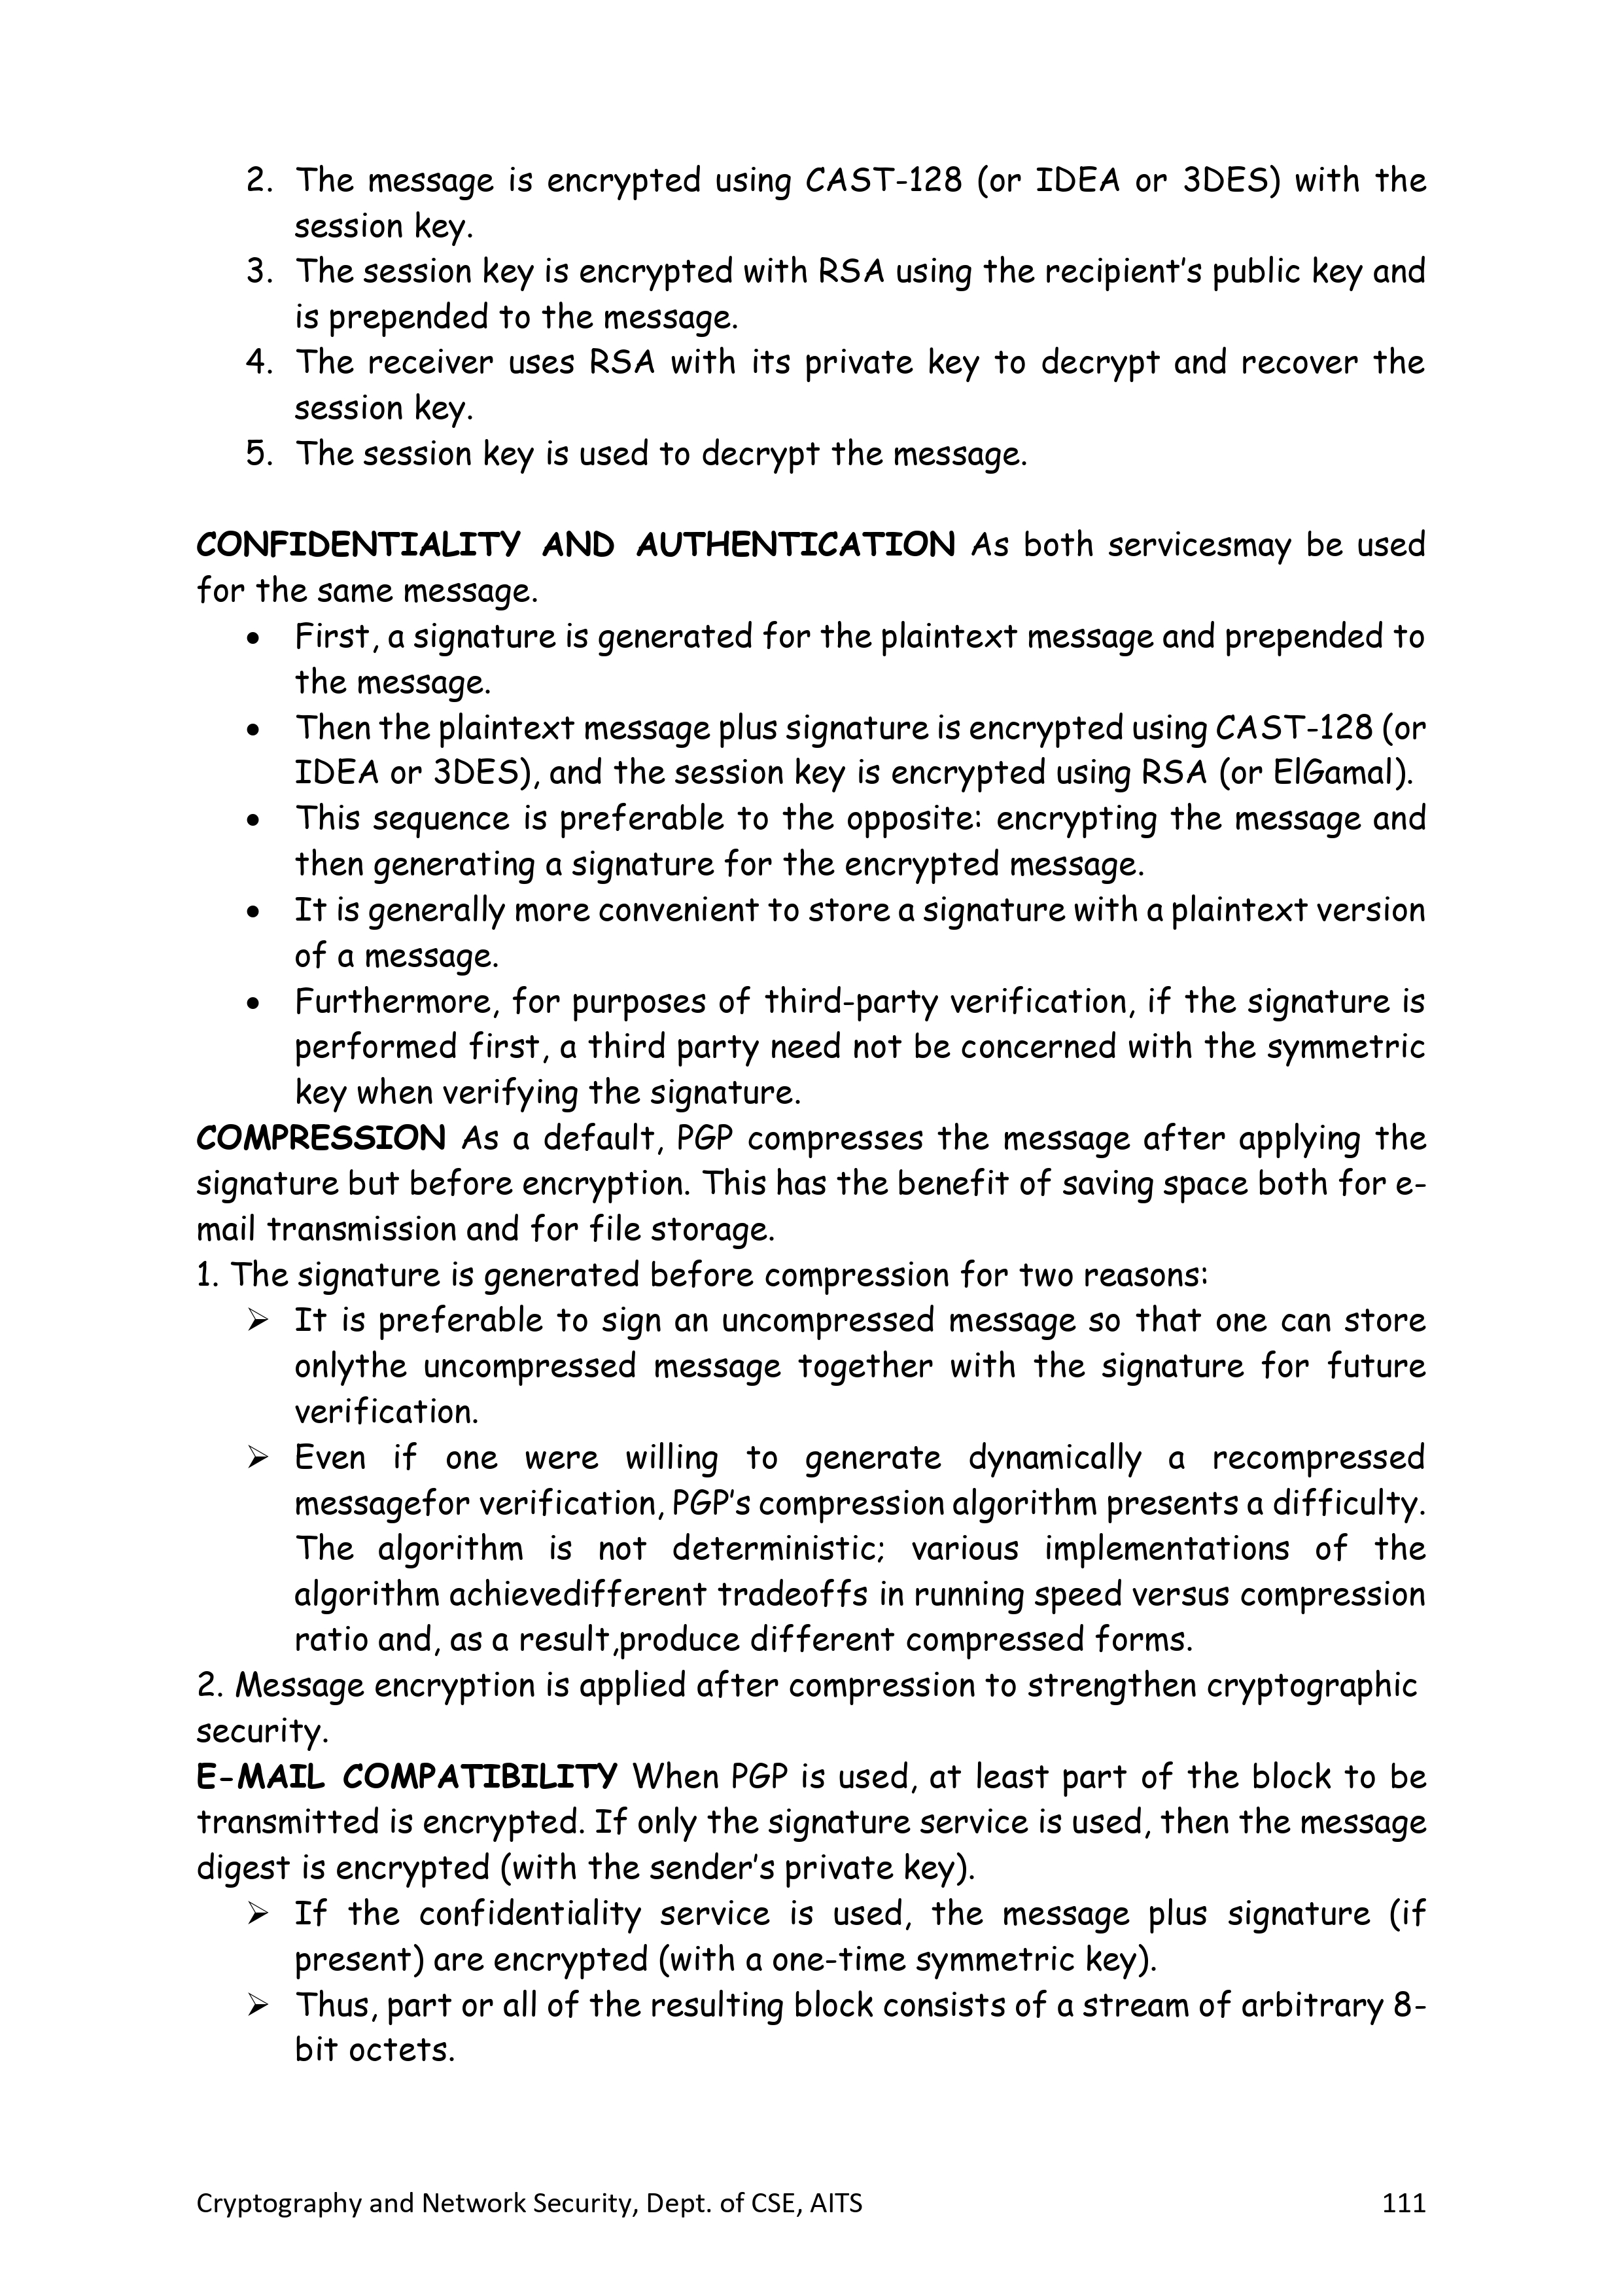 2. The message is encrypted using CAST-128 (or IDEA or 3DES) with the
session key.
3. The session key is encrypted with RSA using the recipient's public key and
is prepended to the message.
4. The receiver uses RSA with its private key to decrypt and recover the
session key.
5. The session key is used to decrypt the message.
CONFIDENTIALITY AND AUTHENTICATION As both servicesmay be used
for the same message.
• First, a signature is generated for the plaintext message and prepended to
the message.
• Then the plaintext message plus signature is encrypted using CAST-128 (or
IDEA or 3DES), and the session key is encrypted using RSA (or ElGamal).
• This sequence is preferable to the opposite: encrypting the message and
then generating a signature for the encrypted message.
• It is generally more convenient to store a signature with a plaintext version
of a message.
• Furthermore, for purposes of third-party verification, if the signature is
performed first, a third party need not be concerned with the symmetric
key when verifying the signature.
COMPRESSION As a default, PGP compresses the message after applying the
signature but before encryption. This has the benefit of saving space both for e-
mail transmission and for file storage.
1. The signature is generated before compression for two reasons:
➢ It is preferable to sign an uncompressed message so that one can store
onlythe uncompressed message together with the signature for future
verification.
➢ Even if one were willing to generate dynamically a recompressed
messagefor verification, PGP's compression algorithm presents a difficulty.
The algorithm is not deterministic; various implementations of the
algorithm achievedifferent tradeoffs in running speed versus compression
ratio and, as a result,produce different compressed forms.
2. Message encryption is applied after compression to strengthen cryptographic
security.
E-MAIL COMPATIBILITY When PGP is used, at least part of the block to be
transmitted is encrypted. If only the signature service is used, then the message
digest is encrypted (with the sender's private key).
➢ If the confidentiality service is used, the message plus signature (if
present) are encrypted (with a one-time symmetric key).
➢ Thus, part or all of the resulting block consists of a stream of arbitrary 8-
bit octets.
Cryptography and Network Security, Dept. of CSE, AITS 111